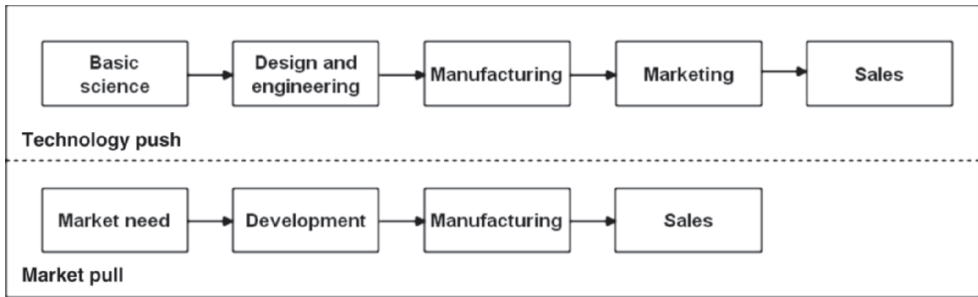 Basic
science
Design and
engineering
Manufacturing
Marketing
Sales
Technology push
Market need
Development
Manufacturing
Sales
Market pull